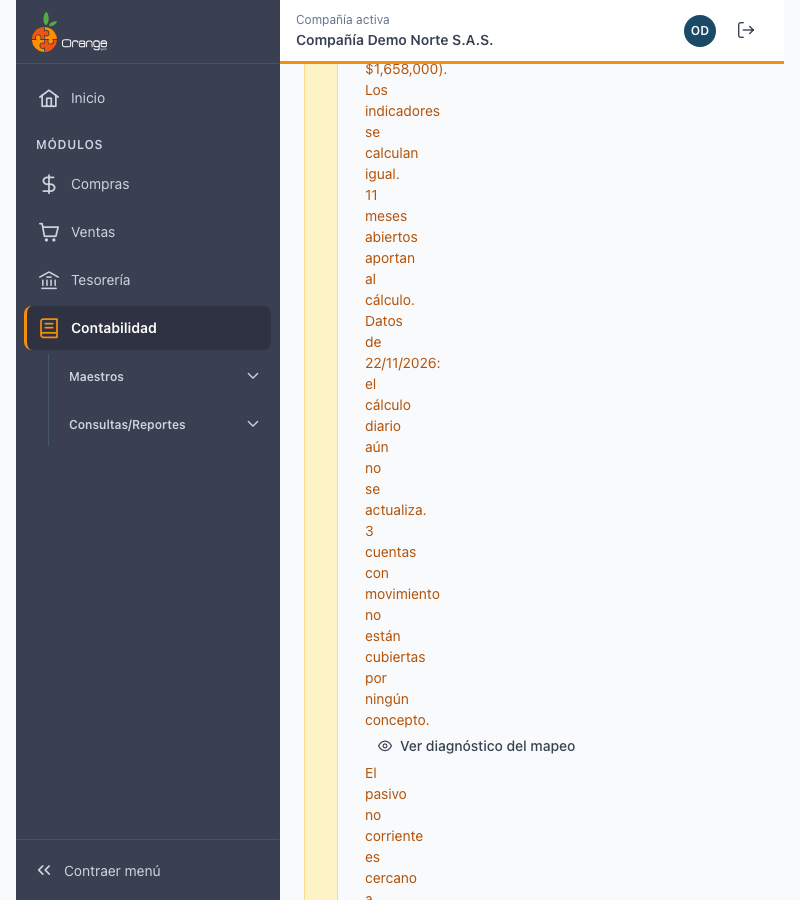 Orange
Inicio
MÓDULOS
Compras
Ventas
Tesorería
Contabilidad
Maestros
Consultas/Reportes
Contraer menú
Compañía activa
Compañía Demo Norte S.A.S.
OD
$1,658,000).
Los
indicadores
se
calculan
igual.
11
meses
abiertos
aportan
al
cálculo.
Datos
de
22/11/2026:
el
cálculo
diario
aún
no
se
actualiza.
3
cuentas
con
movimiento
no
están
cubiertas
por
ningún
concepto.
Ver diagnóstico del mapeo
El
pasivo
no
corriente
es
cercano
a